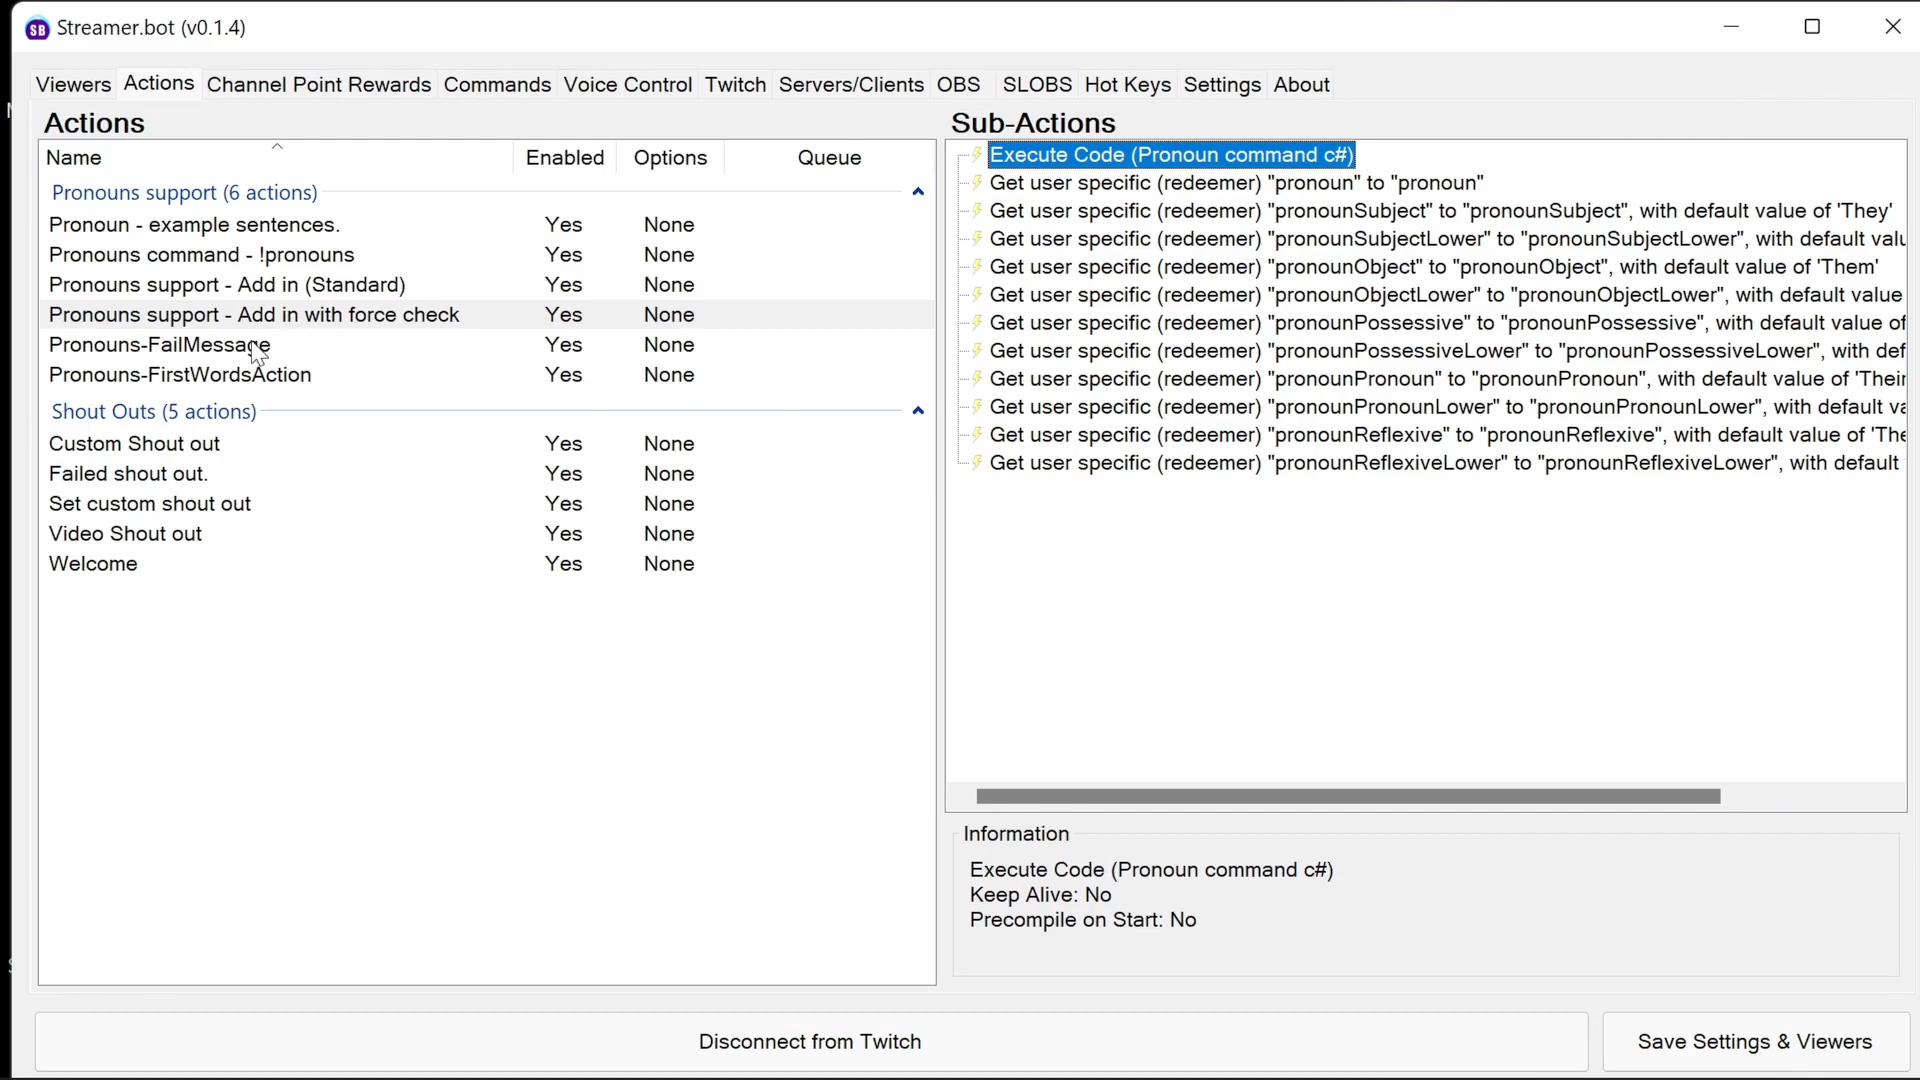 SB Streamer.bot (v0.1.4)
Viewers Actions Channel Point Rewards Commands Voice Control Twitch Servers/Clients OBS SLOBS Hot Keys Settings About
Actions
Name Enabled Options Queue
Pronouns support (6 actions)
Pronoun - example sentences. Yes None
Pronouns command - !pronouns Yes None
Pronouns support - Add in (Standard) Yes None
Pronouns support - Add in with force check Yes None
Pronouns-FailMessage Yes None
Pronouns-FirstWordsAction Yes None
Shout Outs (5 actions)
Custom Shout out Yes None
Failed shout out. Yes None
Set custom shout out Yes None
Video Shout out Yes None
Welcome Yes None
Sub-Actions
Execute Code (Pronoun command c#)
Get user specific (redeemer) "pronoun" to "pronoun"
Get user specific (redeemer) "pronounSubject" to "pronounSubject", with default value of 'They'
Get user specific (redeemer) "pronounSubjectLower" to "pronounSubjectLower", with default valu
Get user specific (redeemer) "pronounObject" to "pronounObject", with default value of 'Them'
Get user specific (redeemer) "pronounObjectLower" to "pronounObjectLower", with default value
Get user specific (redeemer) "pronounPossessive" to "pronounPossessive", with default value of
Get user specific (redeemer) "pronounPossessiveLower" to "pronounPossessiveLower", with def
Get user specific (redeemer) "pronounPronoun" to "pronounPronoun", with default value of 'Their
Get user specific (redeemer) "pronounPronounLower" to "pronounPronounLower", with default va
Get user specific (redeemer) "pronounReflexive" to "pronounReflexive", with default value of 'The
Get user specific (redeemer) "pronounReflexiveLower" to "pronounReflexiveLower", with default
Information
Execute Code (Pronoun command c#)
Keep Alive: No
Precompile on Start: No
Disconnect from Twitch
Save Settings & Viewers